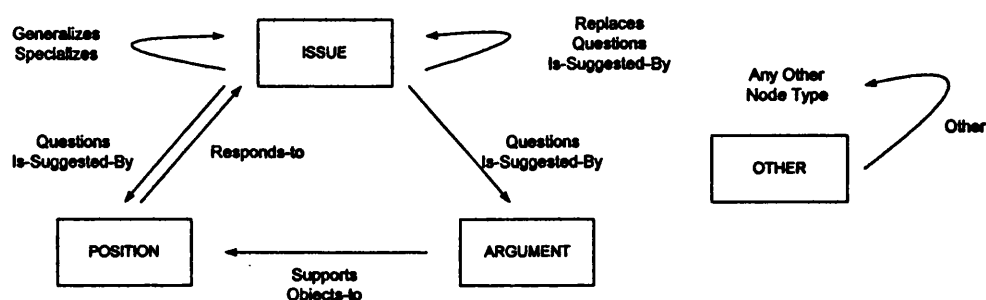 Generalizes
Specializes
ISSUE
Replaces
Questions
Is-Suggested-By
Any Other
Node Type
Other
OTHER
Questions
Is-Suggested-By
Responds-to
Questions
Is-Suggested-By
POSITION
ARGUMENT
Supports
Objects-to